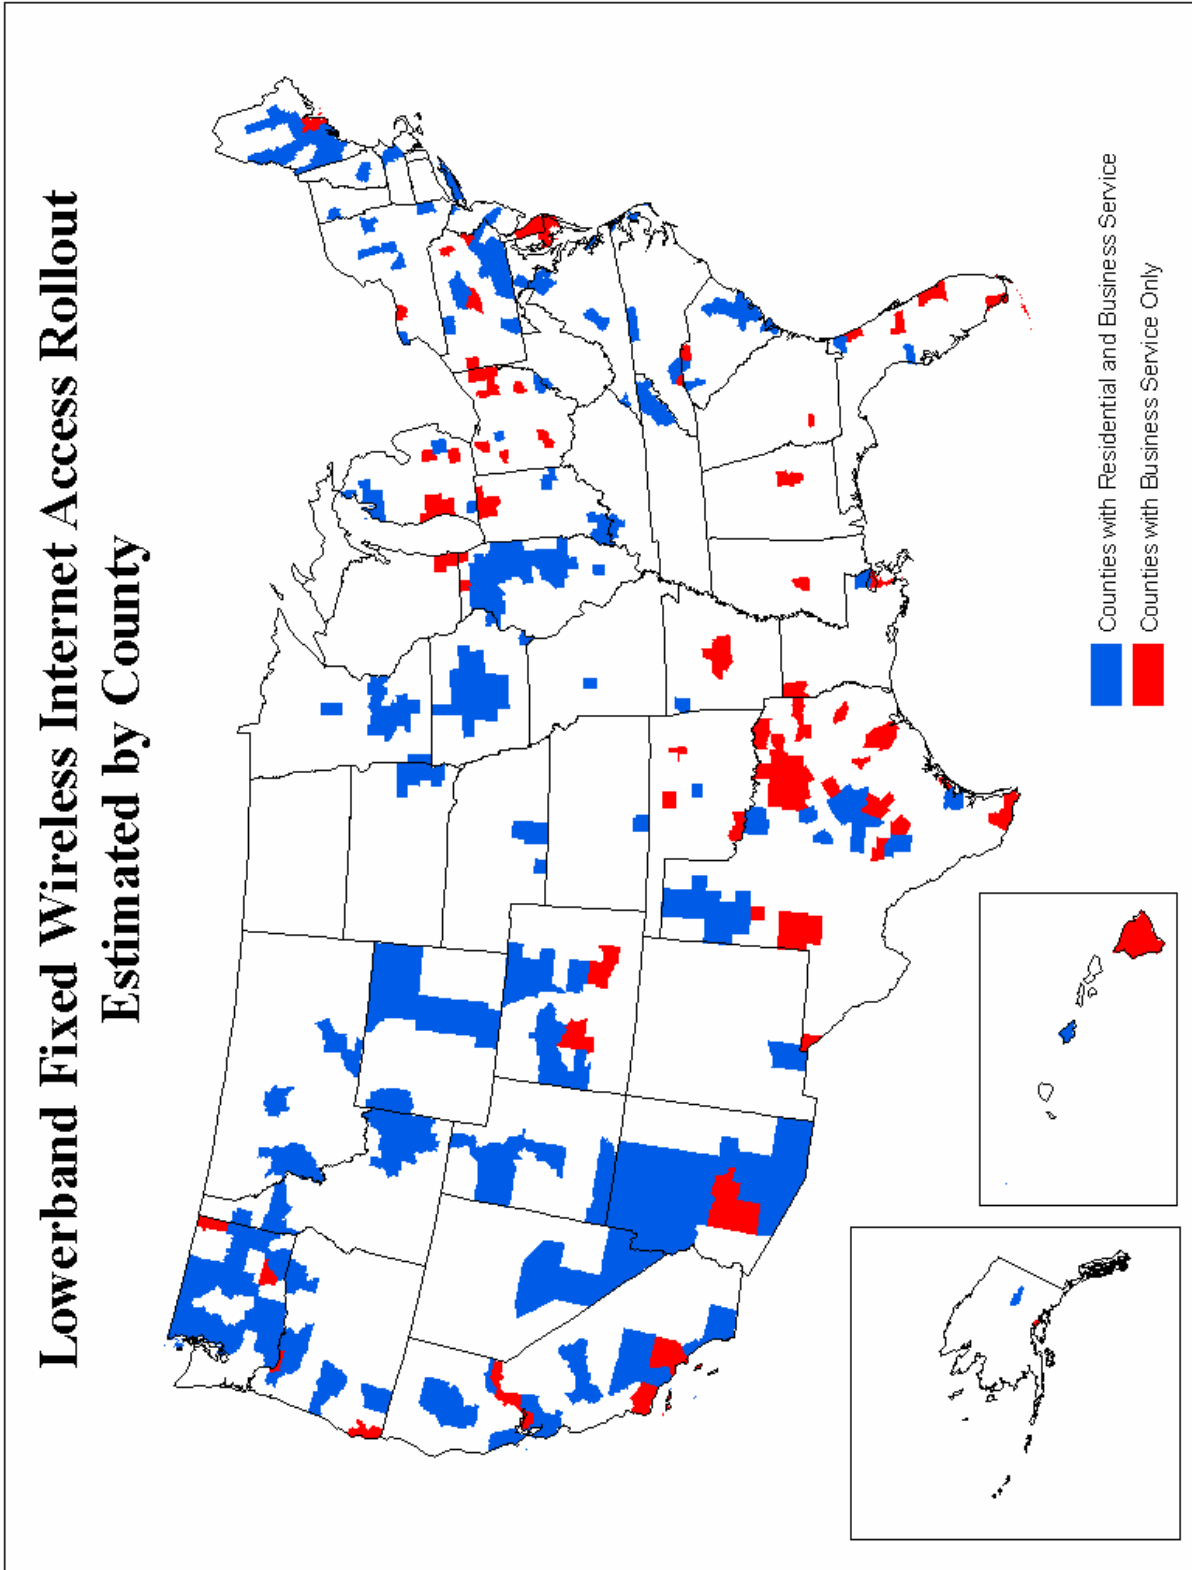 Lowerband Fixed Wireless Internet Access Rollout
Estimated by County
Counties with Residential and Business Service
Counties with Business Service Only